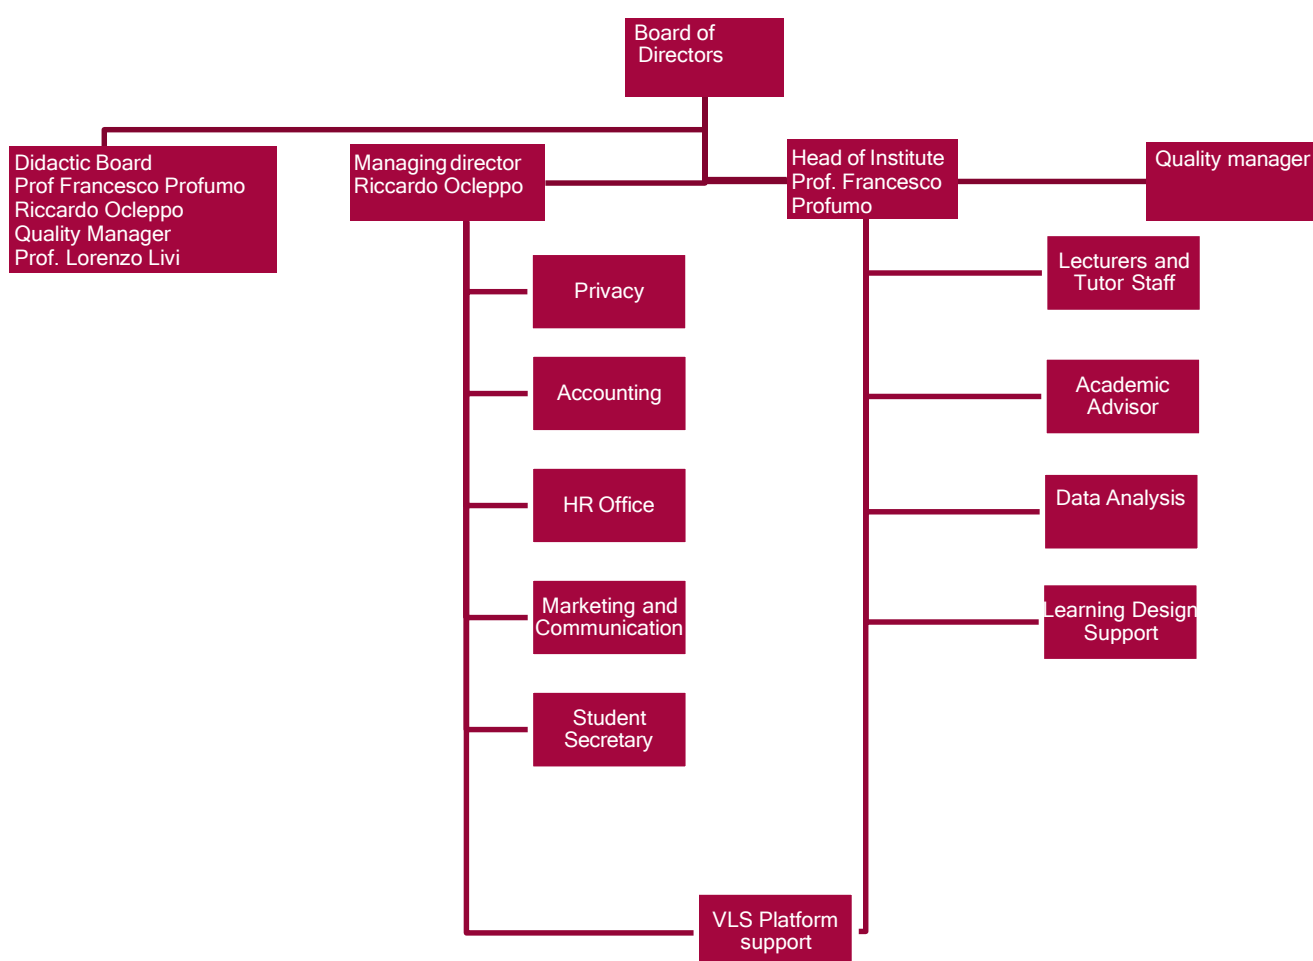 Board of
Directors
Didactic Board
Prof Francesco Profumo
Riccardo Ocleppo
Quality Manager
Prof. Lorenzo Livi
Managing director
Riccardo Ocleppo
Head of Institute
Prof. Francesco
Profumo
Quality manager
Privacy
Accounting
HR Office
Marketing and
Communication
Student
Secretary
Lecturers and
Tutor Staff
Academic
Advisor
Data Analysis
Learning Design
Support
VLS Platform
support